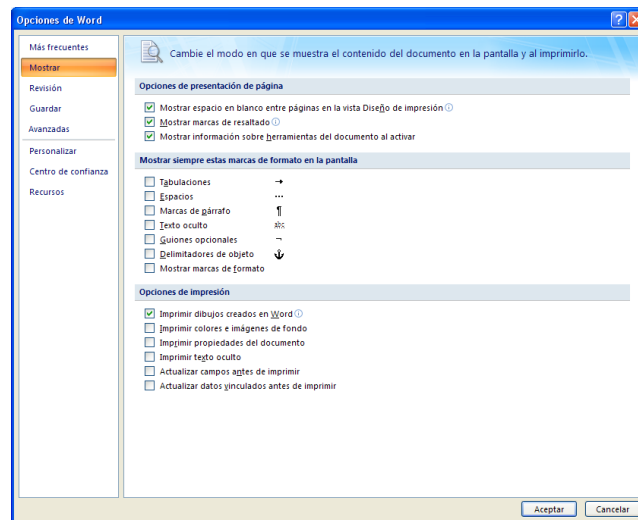 Opciones de Word
Más frecuentes
Mostrar
Revisión
Guardar
Avanzadas
Personalizar
Centro de confianza
Recursos
Cambie el modo en que se muestra el contenido del documento en la pantalla y al imprimirlo.
Opciones de presentación de página
Mostrar espacio en blanco entre páginas en la vista Diseño de impresión
Mostrar marcas de resaltado
Mostrar información sobre herramientas del documento al activar
Mostrar siempre estas marcas de formato en la pantalla
Tabulaciones →
Espacios ···
Marcas de párrafo ¶
Texto oculto abc
Guiones opcionales ¬
Delimitadores de objeto ⚓
Mostrar marcas de formato
Opciones de impresión
Imprimir dibujos creados en Word
Imprimir colores e imágenes de fondo
Imprimir propiedades del documento
Imprimir texto oculto
Actualizar campos antes de imprimir
Actualizar datos vinculados antes de imprimir
Aceptar Cancelar